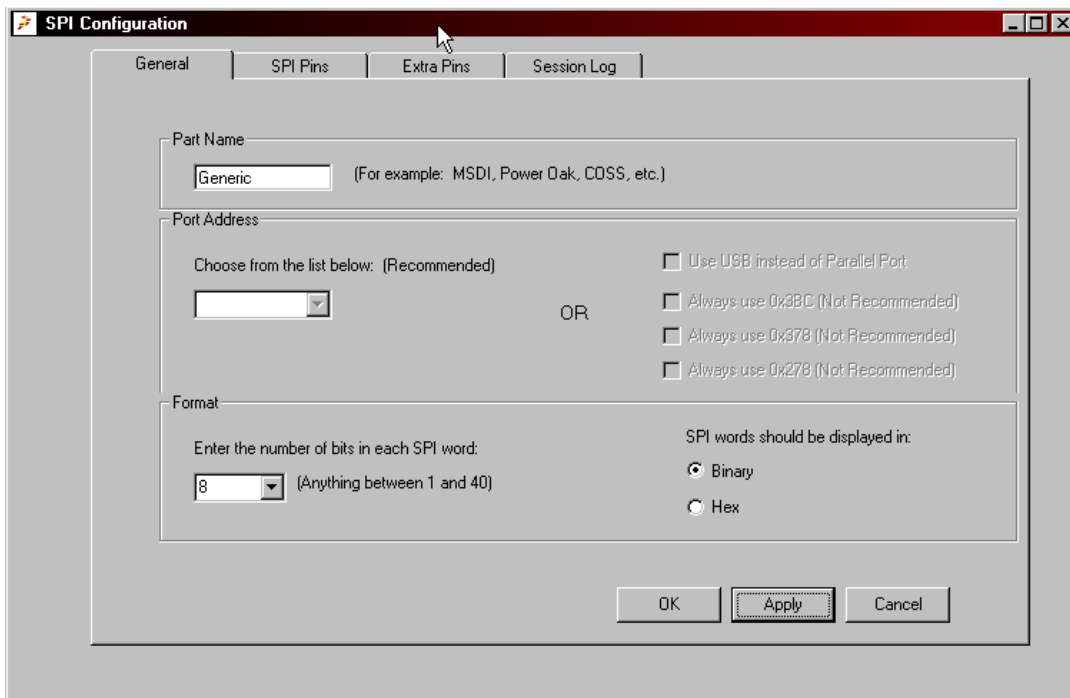 SPI Configuration
General
SPI Pins
Extra Pins
Session Log
Part Name
Generic
(For example: MSDI, Power Oak, COSS, etc.)
Port Address
Choose from the list below: (Recommended)
OR
Use USB instead of Parallel Port
Always use 0x3BC (Not Recommended)
Always use 0x378 (Not Recommended)
Always use 0x278 (Not Recommended)
Format
Enter the number of bits in each SPI word:
8
(Anything between 1 and 40)
SPI words should be displayed in:
Binary
Hex
OK
Apply
Cancel